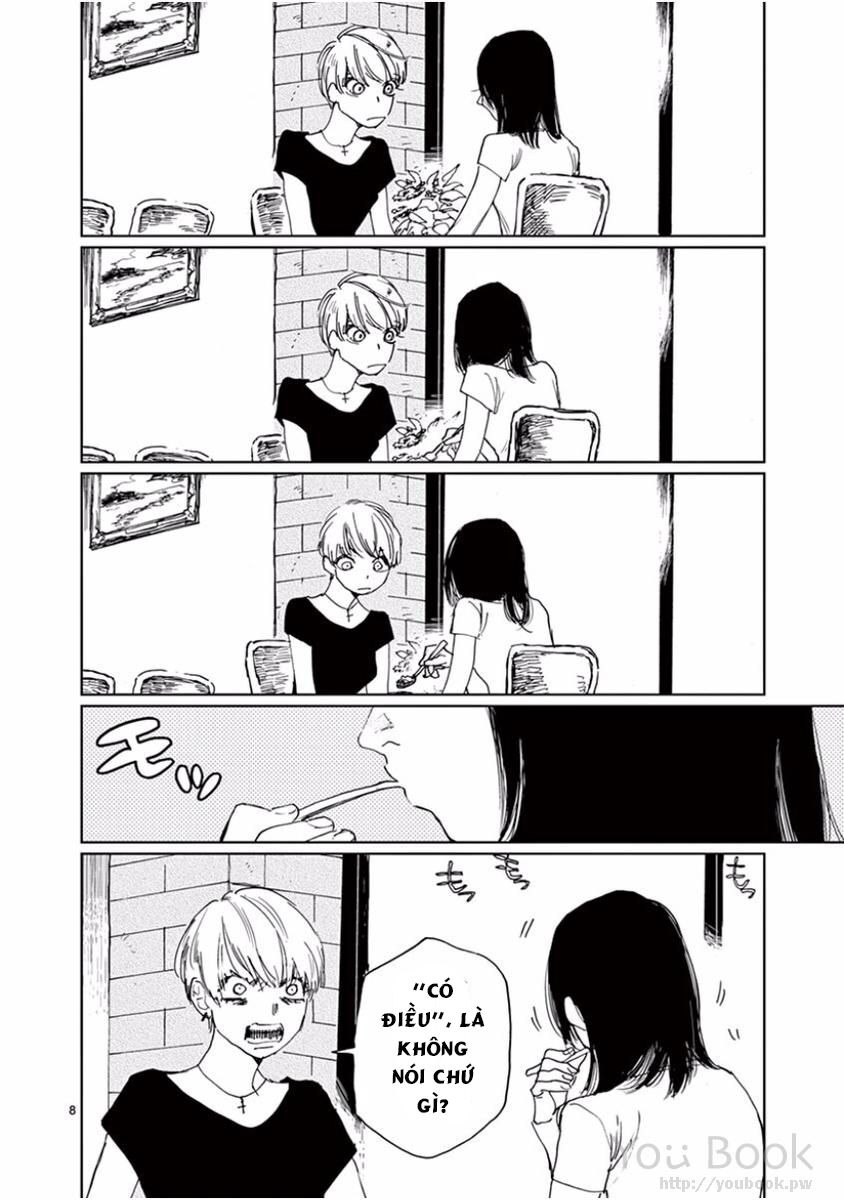 モッ
もっ
もっ
もっ
"CÓ
ĐIỀU", LÀ
KHÔNG
NÓI CHỨ
GÌ?
8
You Book
http://youbook.pw